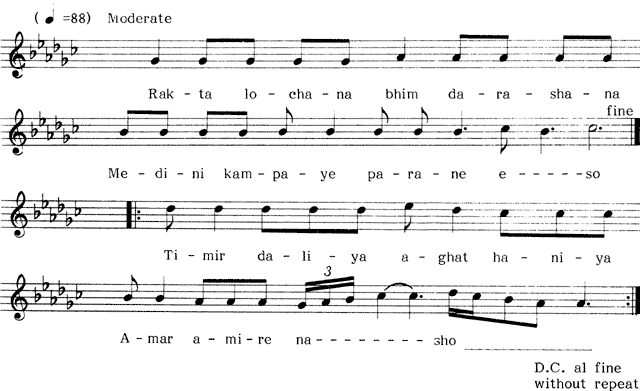 ( ♩ =88) Moderate
Rak-ta lo-cha-na bhim da-ra-sha-na
fine
Me-di-ni kam-pa-ye pa-ra-ne e-----so
Ti-mir da-li-ya a-ghat ha-ni-ya
3
A-mar a-mi-re na--------sho
D.C. al fine
without repeat